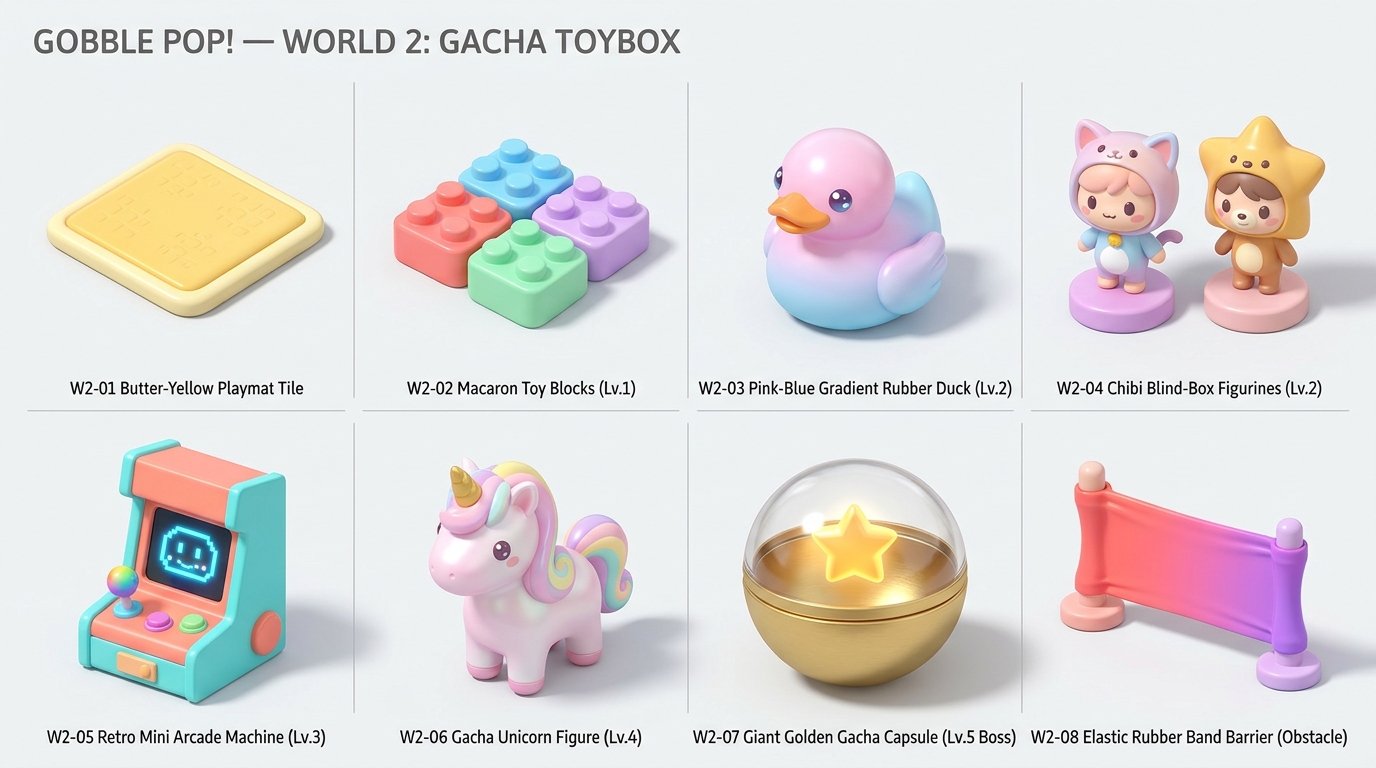 GOBBLE POP! — WORLD 2: GACHA TOYBOX
W2-01 Butter-Yellow Playmat Tile
W2-02 Macaron Toy Blocks (Lv.1)
W2-03 Pink-Blue Gradient Rubber Duck (Lv.2)
W2-04 Chibi Blind-Box Figurines (Lv.2)
W2-05 Retro Mini Arcade Machine (Lv.3)
W2-06 Gacha Unicorn Figure (Lv.4)
W2-07 Giant Golden Gacha Capsule (Lv.5 Boss)
W2-08 Elastic Rubber Band Barrier (Obstacle)